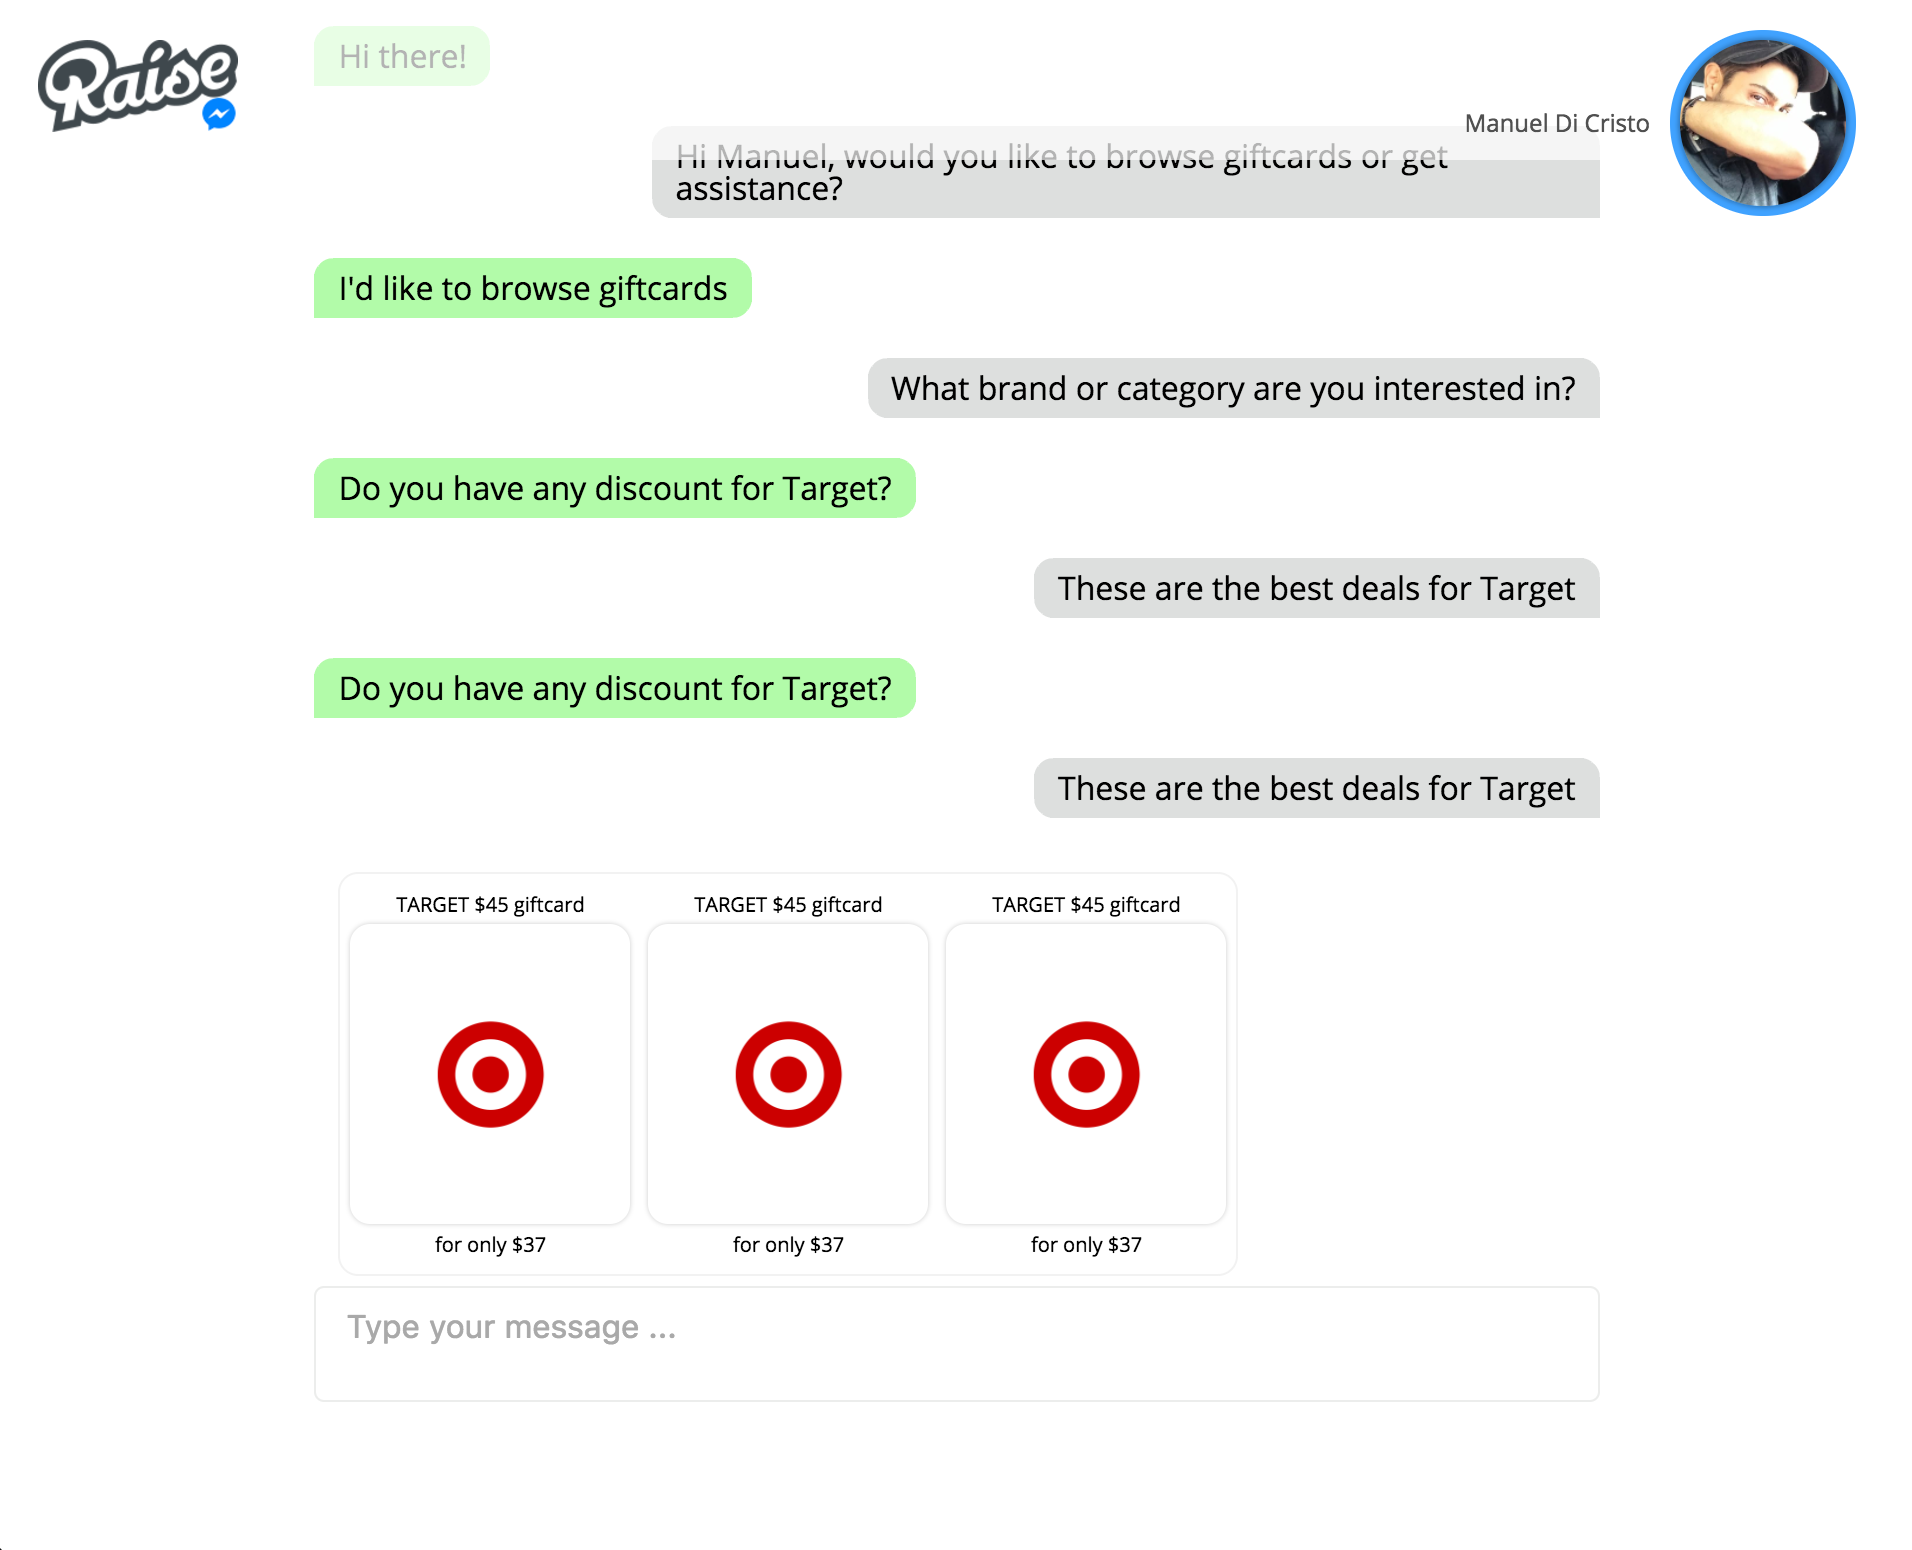 Raise
Hi there!
Manuel Di Cristo
Hi Manuel, would you like to browse giftcards or get
assistance?
I'd like to browse giftcards
What brand or category are you interested in?
Do you have any discount for Target?
These are the best deals for Target
Do you have any discount for Target?
These are the best deals for Target
TARGET $45 giftcard
TARGET $45 giftcard
TARGET $45 giftcard
for only $37
for only $37
for only $37
Type your message ...